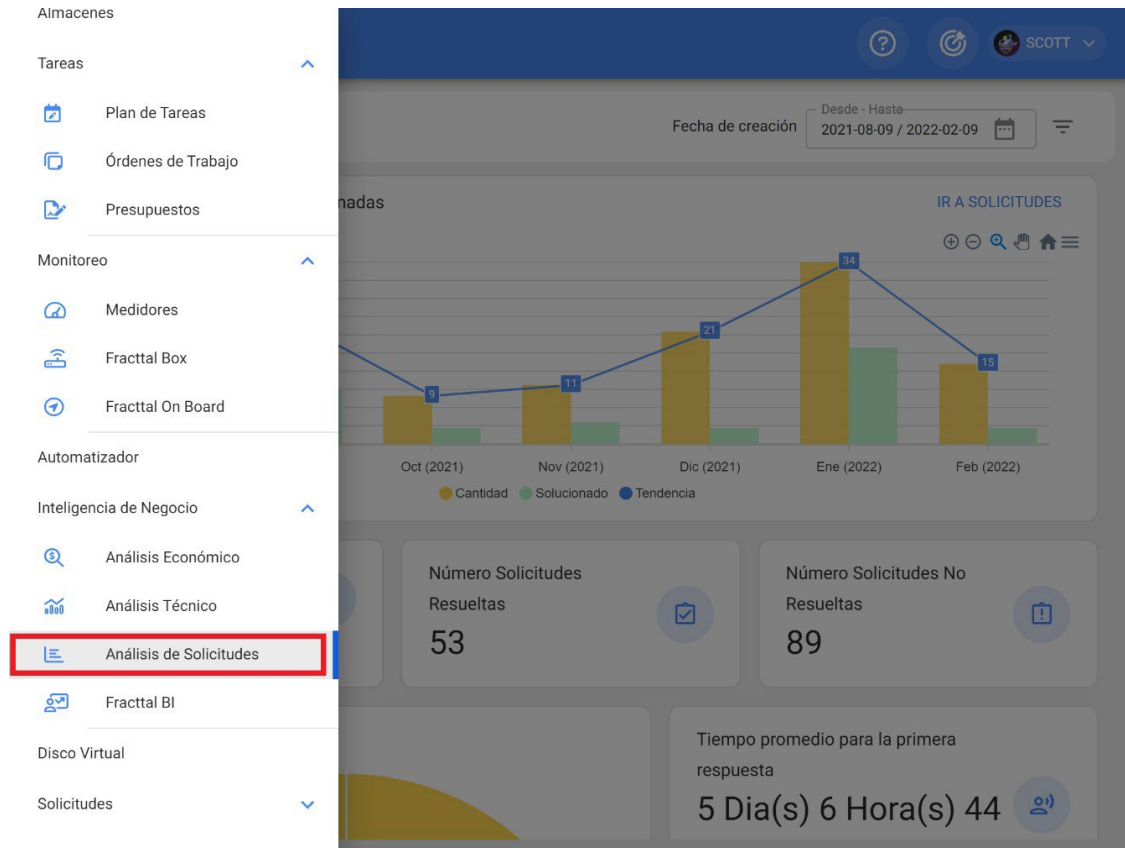 Almacenes
Tareas
Plan de Tareas
Órdenes de Trabajo
Presupuestos
Monitoreo
Medidores
Fracttal Box
Fracttal On Board
Automatizador
Inteligencia de Negocio
Análisis Económico
Análisis Técnico
Análisis de Solicitudes
Fracttal BI
Disco Virtual
Solicitudes
SCOTT
Fecha de creación
Desde - Hasta
2021-08-09 / 2022-02-09
nadas
IR A SOLICITUDES
9
11
21
34
15
Oct (2021) Nov (2021) Dic (2021) Ene (2022) Feb (2022)
Cantidad Solucionado Tendencia
Número Solicitudes
Resueltas
53
Número Solicitudes No
Resueltas
89
Tiempo promedio para la primera
respuesta
5 Dia(s) 6 Hora(s) 44